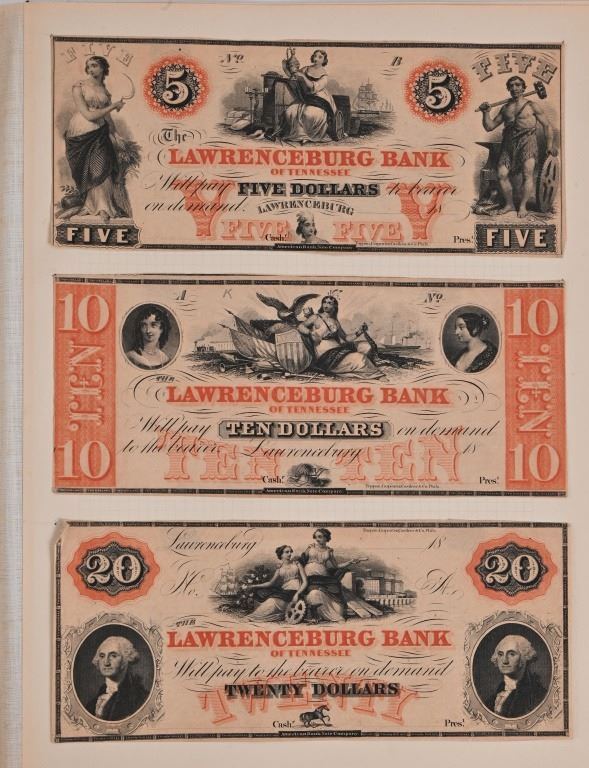 FIVE No. B FIVE
5 5
The
LAWRENCEBURG BANK
OF TENNESSEE
Will pay FIVE DOLLARS to bearer
on demand. LAWRENCEBURG 18
FIVE FIVE FIVE V V FIVE
Cash.r Pres.t
American Bank Note Company.
A K No.
10 10
TEN TEN
THE
LAWRENCEBURG BANK
OF TENNESSEE
Will pay TEN DOLLARS on demand
to the bearer Lawrenceburg 18
TEN TEN
10 10
Cash.r Pres.t
American Bank Note Company.
Lawrenceburg 18
20 No. A. 20
THE
LAWRENCEBURG BANK
OF TENNESSEE
Will pay to the bearer on demand
TWENTY DOLLARS
TWENTY
Cash.r Pres.t
American Bank Note Company.